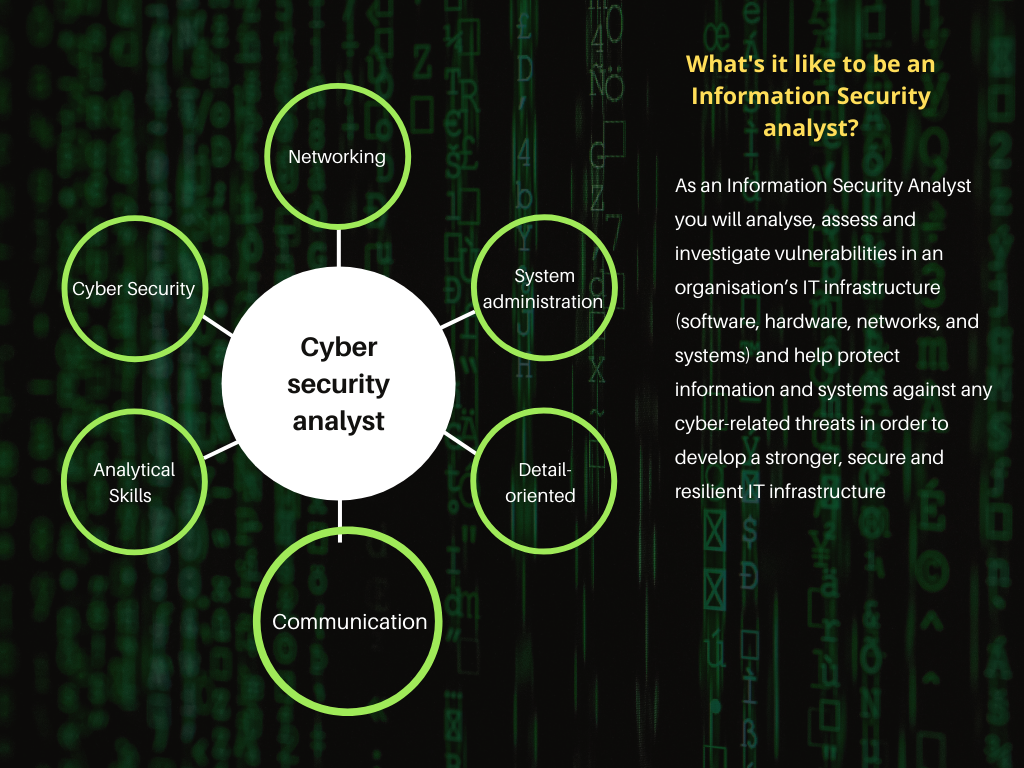 What's it like to be an
Information Security
analyst?
As an Information Security Analyst
you will analyse, assess and
investigate vulnerabilities in an
organisation's IT infrastructure
(software, hardware, networks, and
systems) and help protect
information and systems against any
cyber-related threats in order to
develop a stronger, secure and
resilient IT infrastructure
Networking
Cyber Security
System
administration
Cyber
security
analyst
Analytical
Skills
Detail-
oriented
Communication